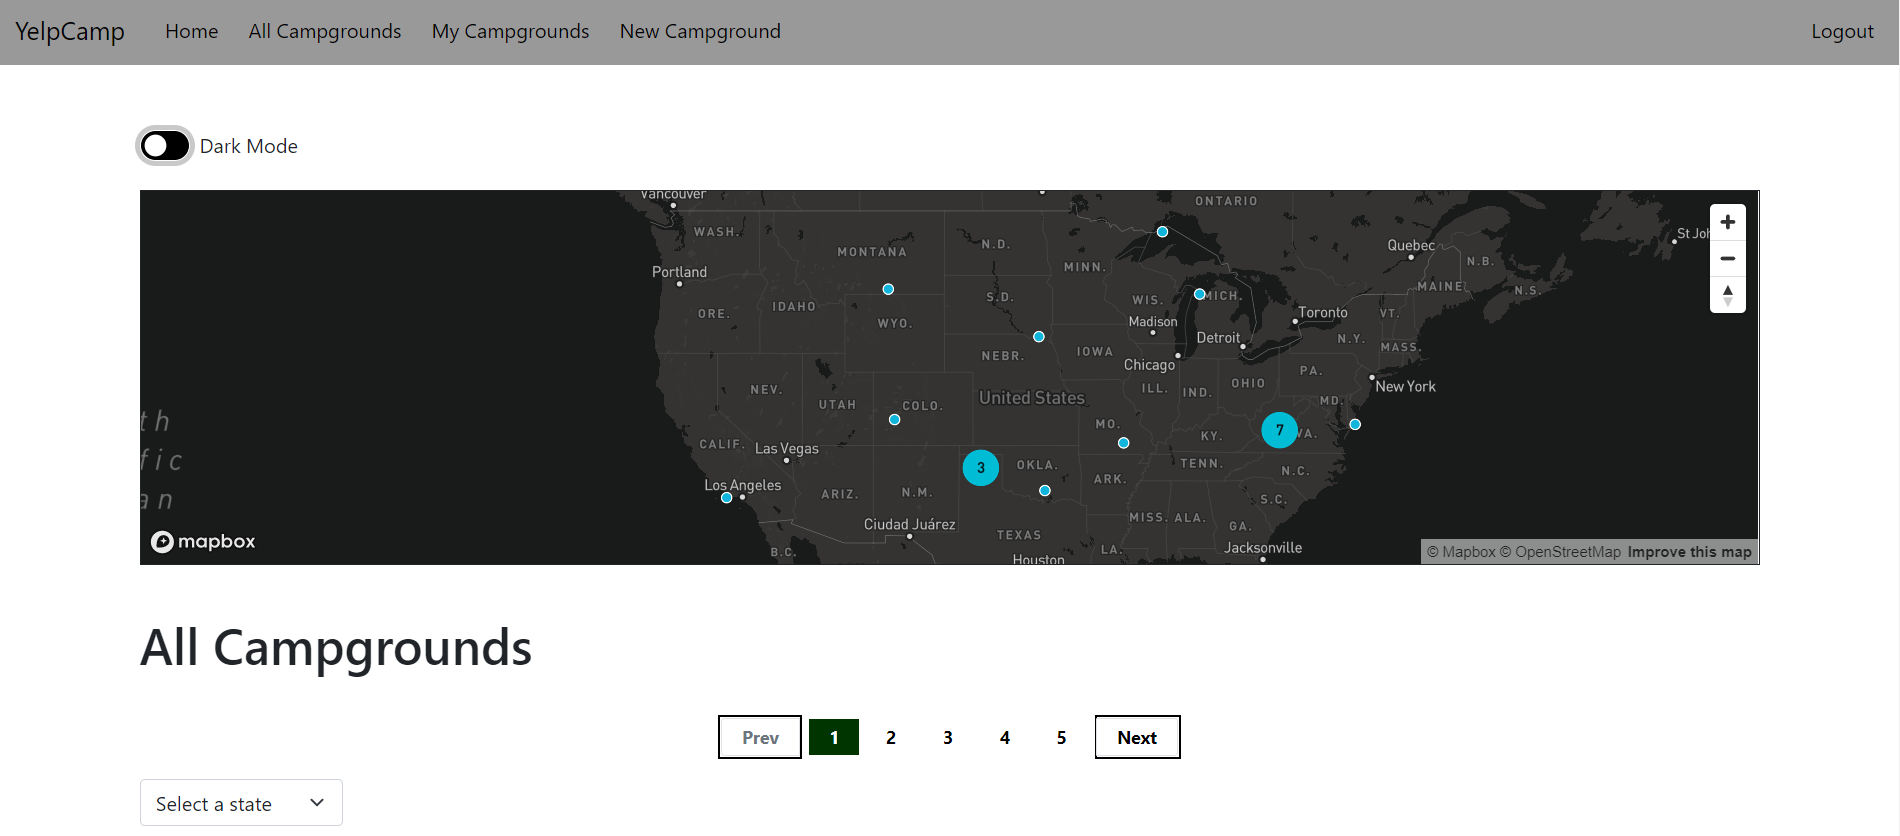 YelpCamp Home All Campgrounds My Campgrounds New Campground Logout
Dark Mode
Vancouver
WASH.
MONTANA
N.D.
MINN.
ONTARIO
Quebec
N.B.
St Joh
Portland
ORE.
IDAHO
WYO.
S.D.
WIS.
MICH.
Toronto
MAINE
N.S.
VT.
Madison
Detroit
N.Y.
MASS.
NEBR.
IOWA
Chicago
ILL.
IND.
OHIO
PA.
New York
NEV.
UTAH
COLO.
United States
MO.
KY.
7
VA.
MD.
th
ific
an
CALIF.
Las Vegas
Los Angeles
ARIZ.
N.M.
3
OKLA.
ARK.
TENN.
N.C.
S.C.
MISS.
ALA.
GA.
Ciudad Juárez
TEXAS
LA.
Jacksonville
B.C.
Houston
mapbox
© Mapbox © OpenStreetMap Improve this map
All Campgrounds
Prev 1 2 3 4 5 Next
Select a state